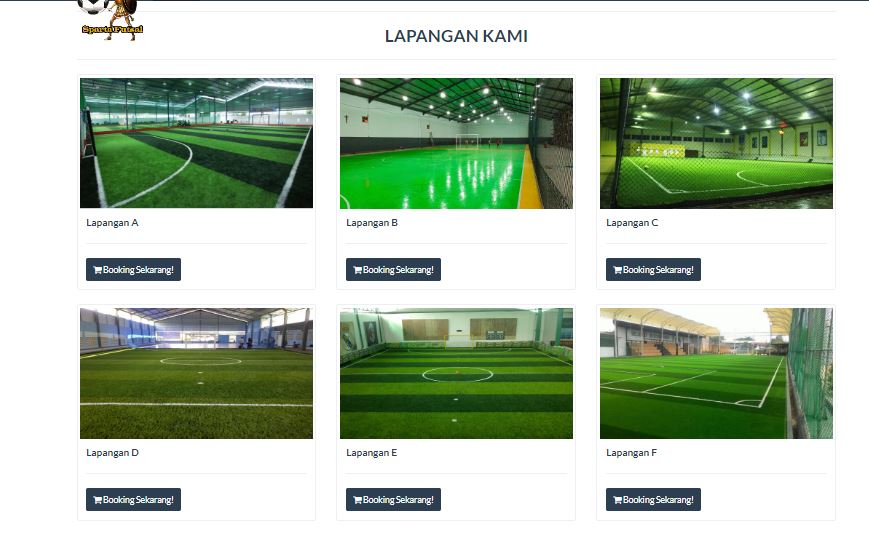 Sparta Futsal
LAPANGAN KAMI
Lapangan A
Lapangan B
Lapangan C
Booking Sekarang!
Booking Sekarang!
Booking Sekarang!
Lapangan D
Lapangan E
Lapangan F
Booking Sekarang!
Booking Sekarang!
Booking Sekarang!